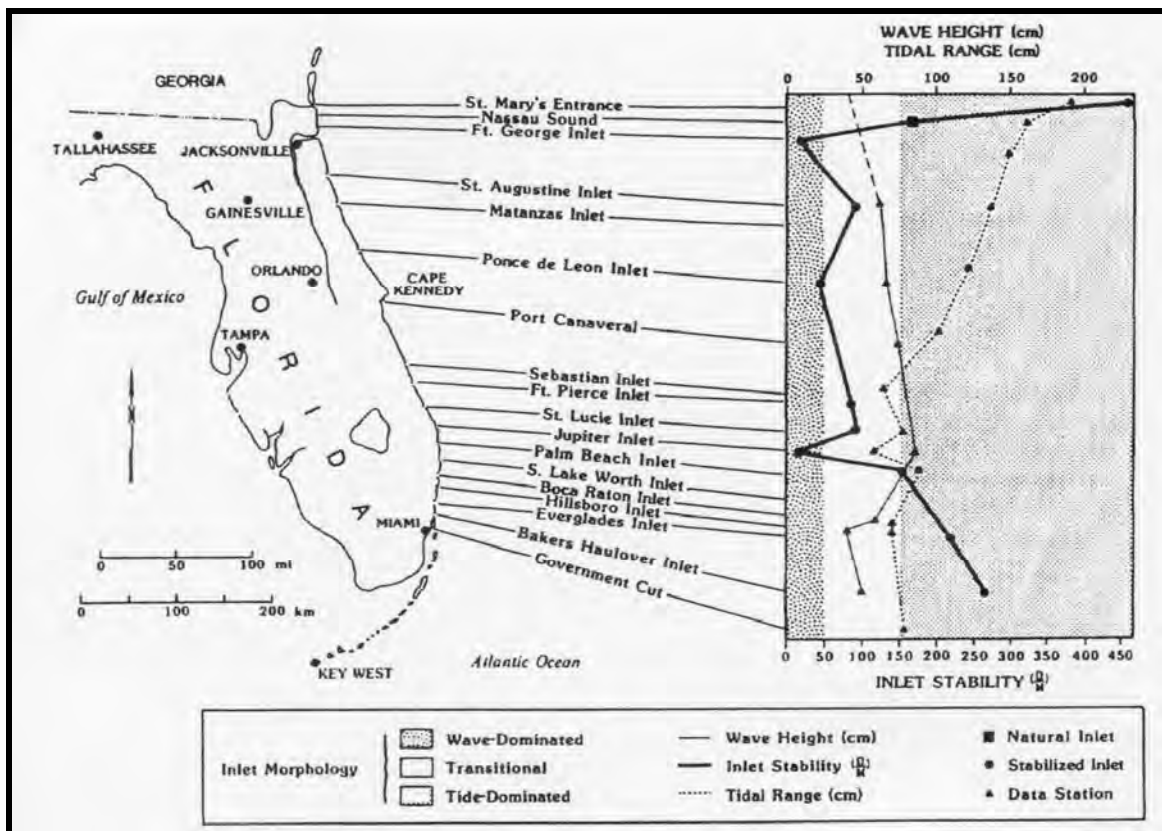 WAVE HEIGHT (cm)
TIDAL RANGE (cm)
0 50 100 150 200
GEORGIA
St. Mary's Entrance
Nassau Sound
Ft. George Inlet
TALLAHASSEE
JACKSONVILLE
St. Augustine Inlet
GAINESVILLE
Matanzas Inlet
ORLANDO
Ponce de Leon Inlet
CAPE
KENNEDY
Gulf of Mexico
Port Canaveral
TAMPA
FLORIDA
Sebastian Inlet
Ft. Pierce Inlet
St. Lucie Inlet
Jupiter Inlet
Palm Beach Inlet
S. Lake Worth Inlet
Boca Raton Inlet
Hillsboro Inlet
Everglades Inlet
MIAMI
Bakers Haulover Inlet
Government Cut
0 50 100 mi
0 100 200 km
N
KEY WEST
Atlantic Ocean
0 50 100 150 200 250 300 350 400 450
INLET STABILITY (Ω/M)
Inlet Morphology
Wave-Dominated
Transitional
Tide-Dominated
Wave Height (cm)
Inlet Stability (Ω/M)
Tidal Range (cm)
Natural Inlet
Stabilized Inlet
Data Station